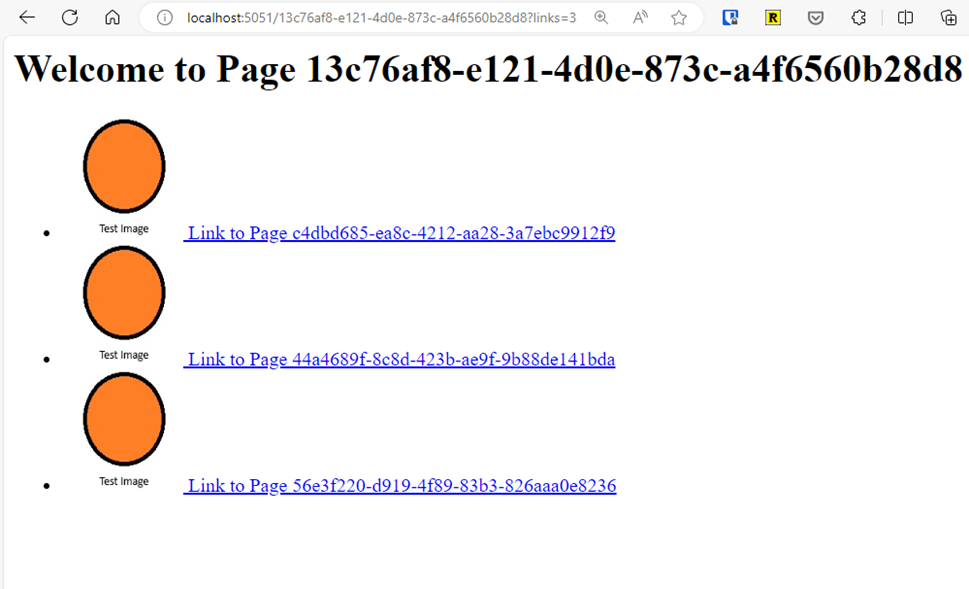 localhost:5051/13c76af8-e121-4d0e-873c-a4f6560b28d8?links=3
Welcome to Page 13c76af8-e121-4d0e-873c-a4f6560b28d8
Test Image
Link to Page c4dbd685-ea8c-4212-aa28-3a7ebc9912f9
Test Image
Link to Page 44a4689f-8c8d-423b-ae9f-9b88de141bda
Test Image
Link to Page 56e3f220-d919-4f89-83b3-826aaa0e8236